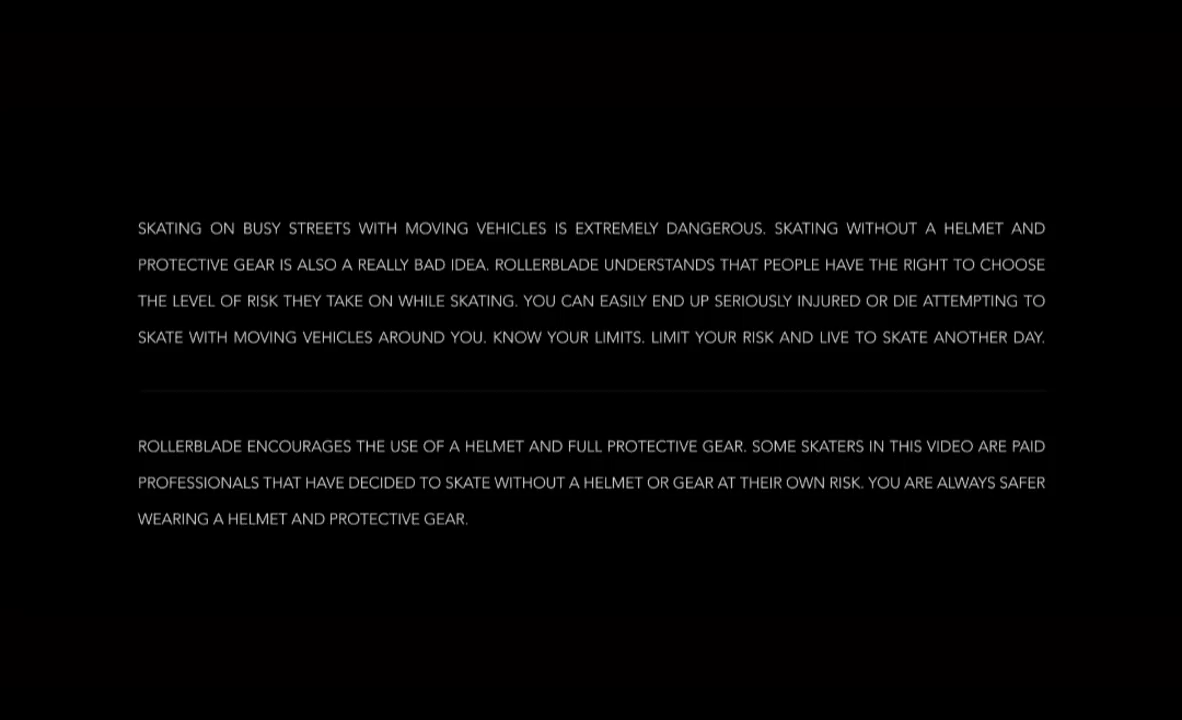 SKATING ON BUSY STREETS WITH MOVING VEHICLES IS EXTREMELY DANGEROUS. SKATING WITHOUT A HELMET AND
PROTECTIVE GEAR IS ALSO A REALLY BAD IDEA. ROLLERBLADE UNDERSTANDS THAT PEOPLE HAVE THE RIGHT TO CHOOSE
THE LEVEL OF RISK THEY TAKE ON WHILE SKATING. YOU CAN EASILY END UP SERIOUSLY INJURED OR DIE ATTEMPTING TO
SKATE WITH MOVING VEHICLES AROUND YOU. KNOW YOUR LIMITS. LIMIT YOUR RISK AND LIVE TO SKATE ANOTHER DAY.
ROLLERBLADE ENCOURAGES THE USE OF A HELMET AND FULL PROTECTIVE GEAR. SOME SKATERS IN THIS VIDEO ARE PAID
PROFESSIONALS THAT HAVE DECIDED TO SKATE WITHOUT A HELMET OR GEAR AT THEIR OWN RISK. YOU ARE ALWAYS SAFER
WEARING A HELMET AND PROTECTIVE GEAR.